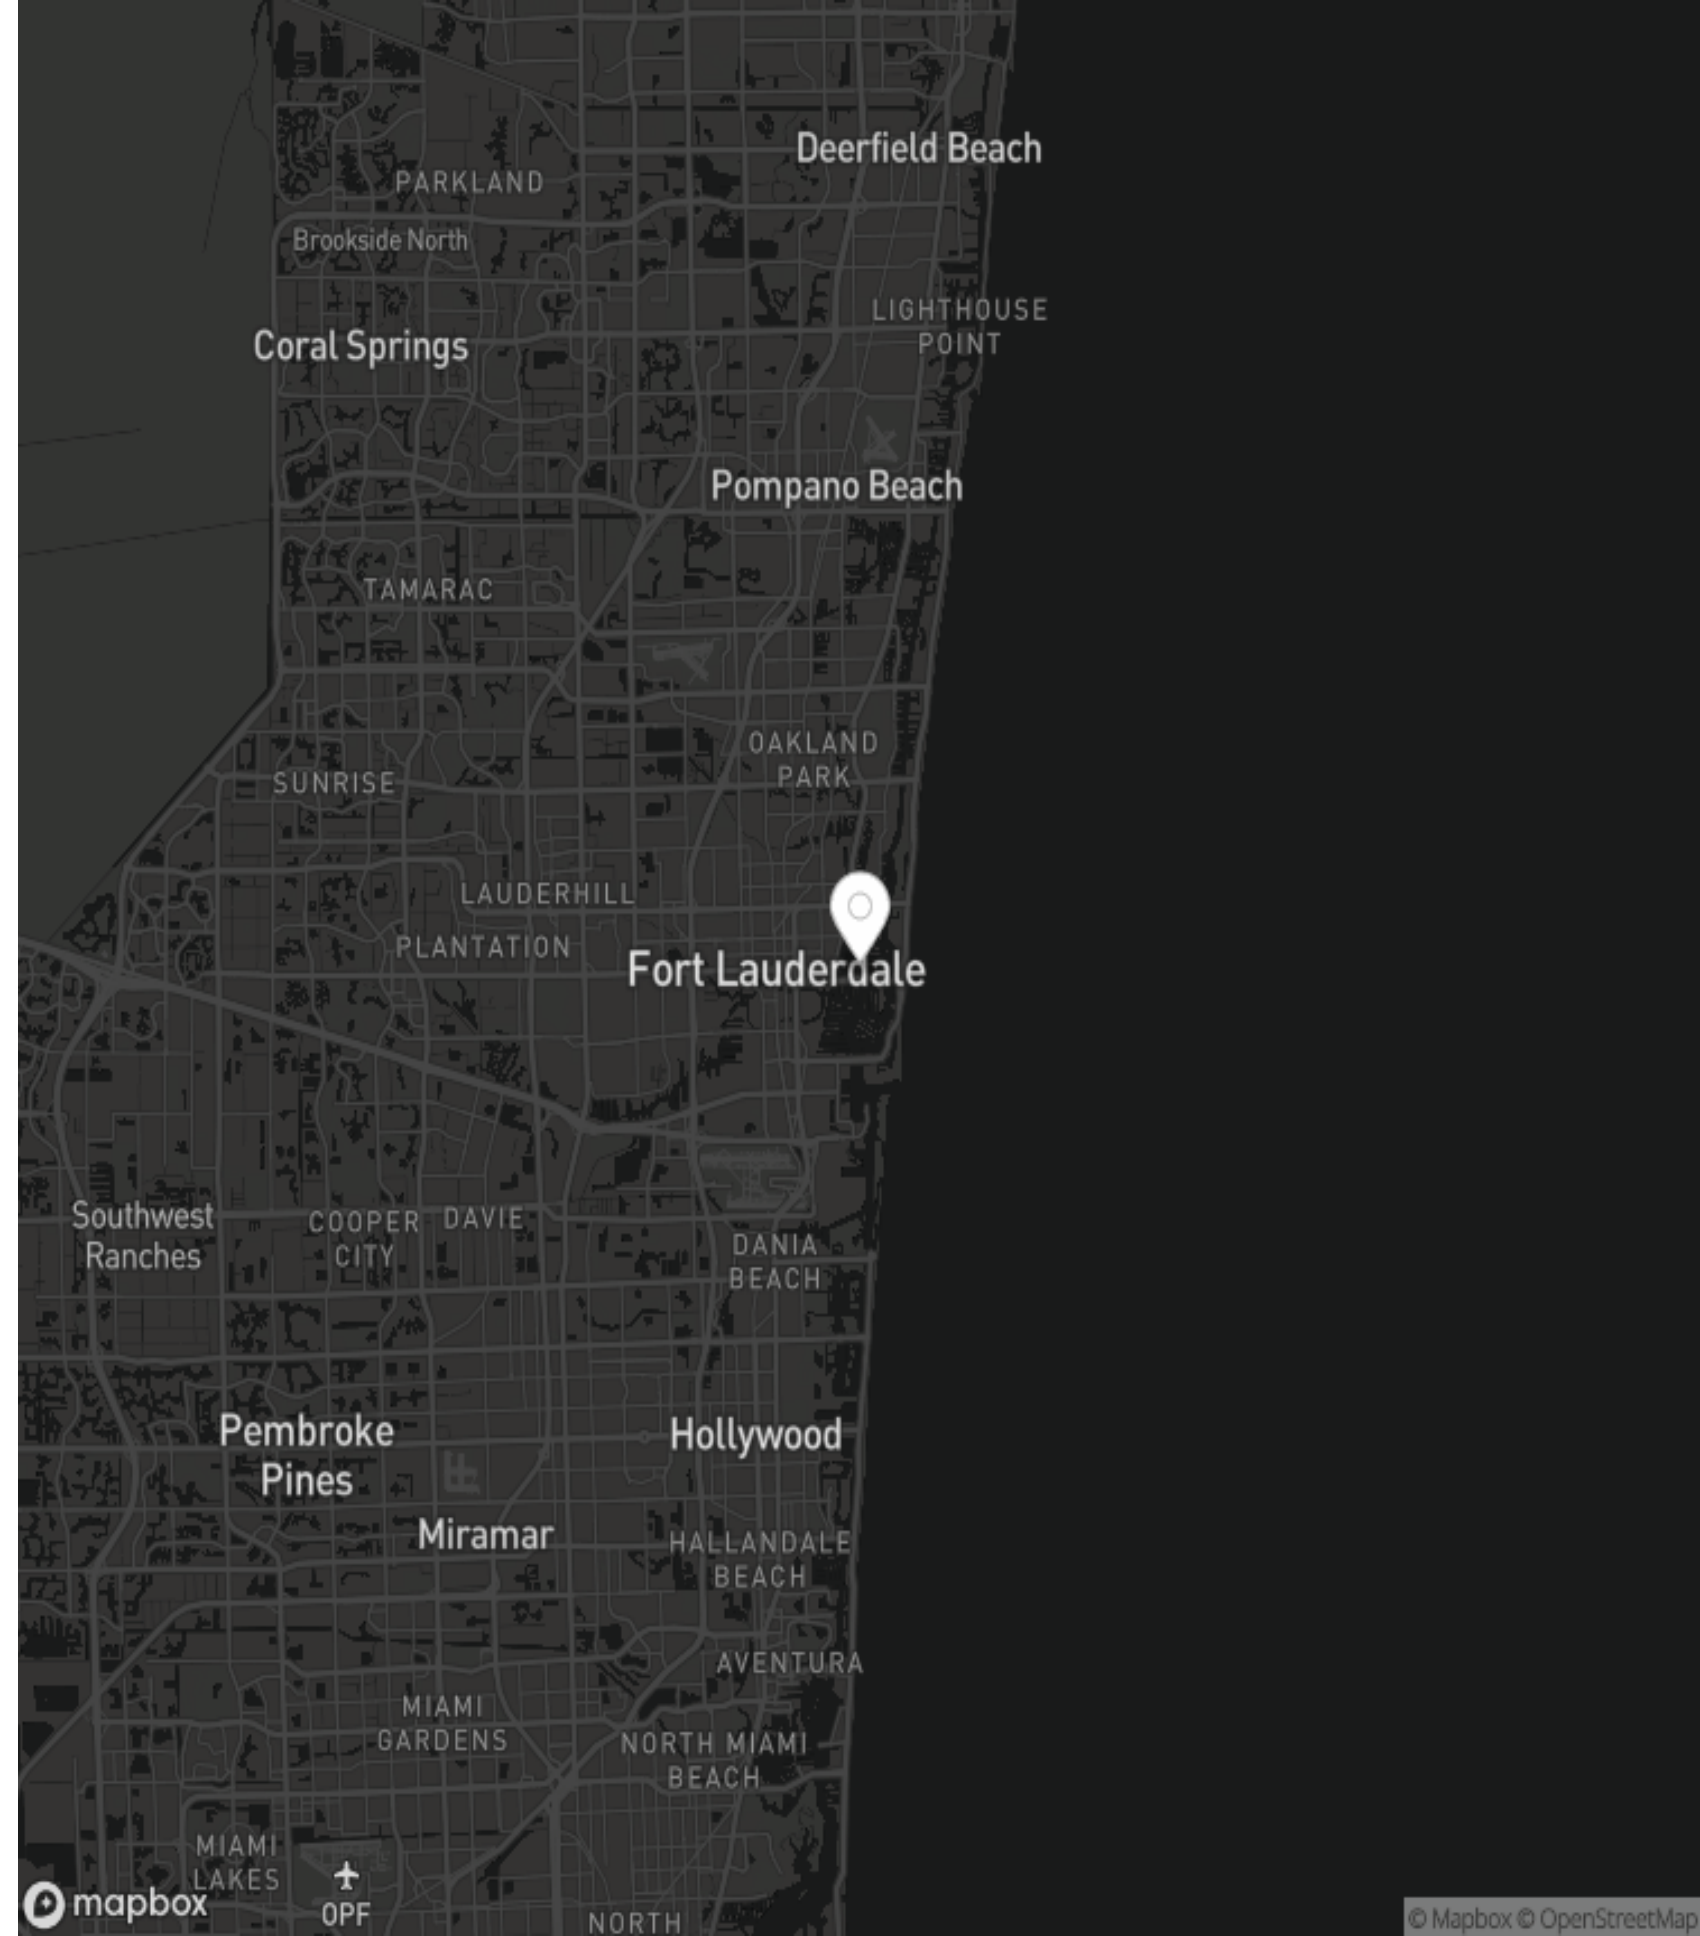 Deerfield Beach
PARKLAND
Brookside North
LIGHTHOUSE
POINT
Coral Springs
Pompano Beach
TAMARAC
OAKLAND
PARK
SUNRISE
LAUDERHILL
PLANTATION
Fort Lauderdale
Southwest
Ranches
COOPER
CITY
DAVIE
DANIA
BEACH
Pembroke
Pines
Hollywood
Miramar
HALLANDALE
BEACH
AVENTURA
MIAMI
GARDENS
NORTH MIAMI
BEACH
MIAMI
LAKES
OPF
NORTH
mapbox
© Mapbox © OpenStreetMap